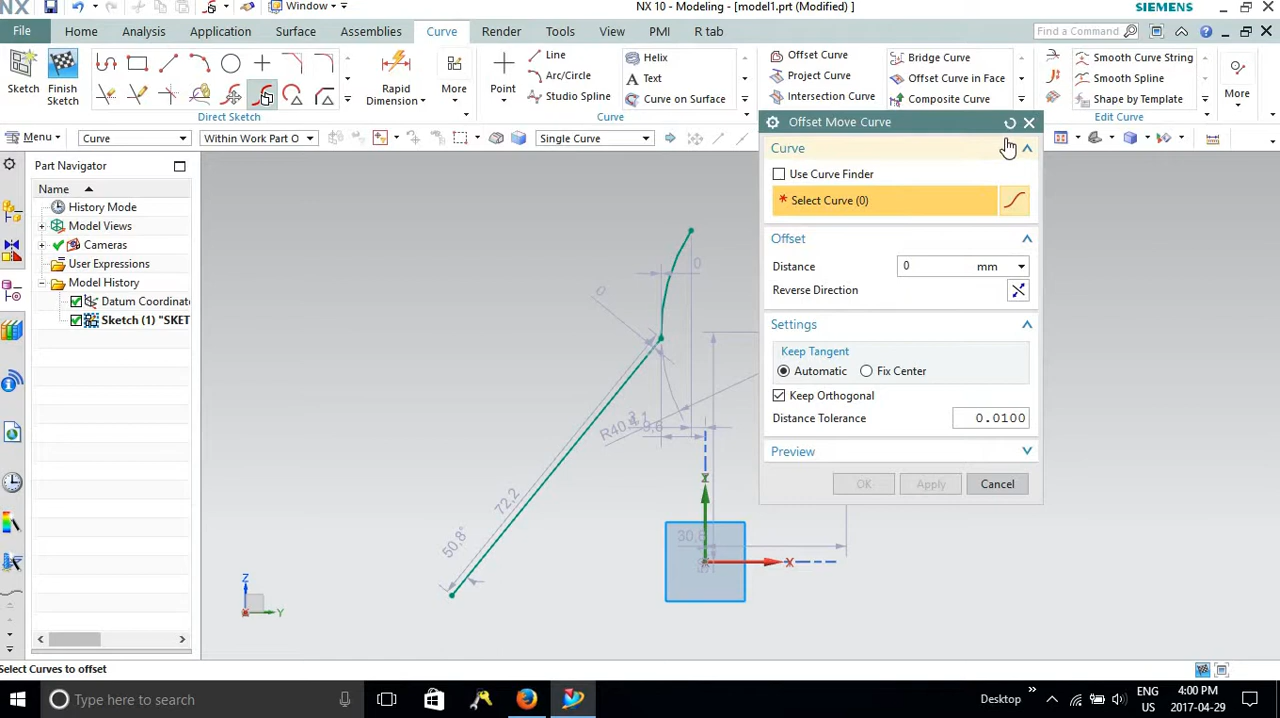 NX
Window
NX 10 - Modeling - [model1.prt (Modified) ]
SIEMENS
File
Home
Analysis
Application
Surface
Assemblies
Curve
Render
Tools
View
PMI
R tab
Find a Command
Sketch
Finish
Sketch
Rapid
Dimension
More
Direct Sketch
Point
Line
Arc/Circle
Studio Spline
Helix
Text
Curve on Surface
Curve
Offset Curve
Project Curve
Intersection Curve
Bridge Curve
Offset Curve in Face
Composite Curve
Smooth Curve String
Smooth Spline
Shape by Template
Edit Curve
More
Menu
Curve
Within Work Part O
Single Curve
Part Navigator
Name
History Mode
Model Views
Cameras
User Expressions
Model History
Datum Coordinate
Sketch (1) "SKET
Offset Move Curve
Curve
Use Curve Finder
* Select Curve (0)
Offset
Distance
0
mm
Reverse Direction
Settings
Keep Tangent
Automatic
Fix Center
Keep Orthogonal
Distance Tolerance
0.0100
Preview
OK
Apply
Cancel
0
0
72,2
50,8°
X
Z
Y
X
Select Curves to offset
Type here to search
Desktop
ENG
US
4:00 PM
2017-04-29